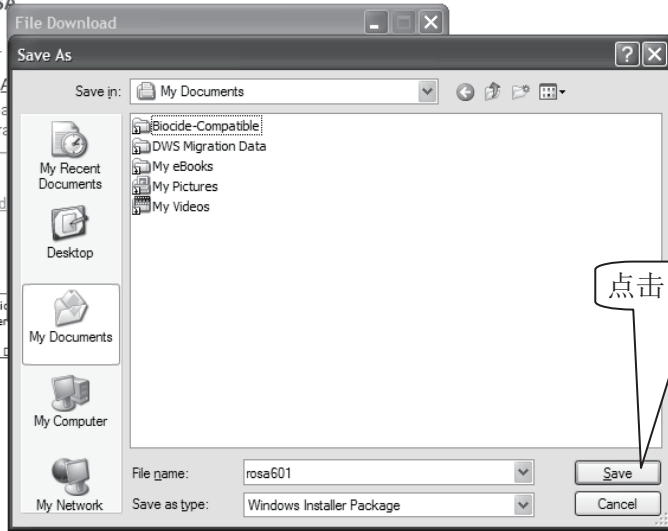 File Download
Save As
Save in:
My Documents
Biocide-Compatible
DWS Migration Data
My eBooks
My Pictures
My Videos
My Recent
Documents
Desktop
My Documents
My Computer
My Network
点击
File name:
rosa601
Save
Save as type:
Windows Installer Package
Cancel